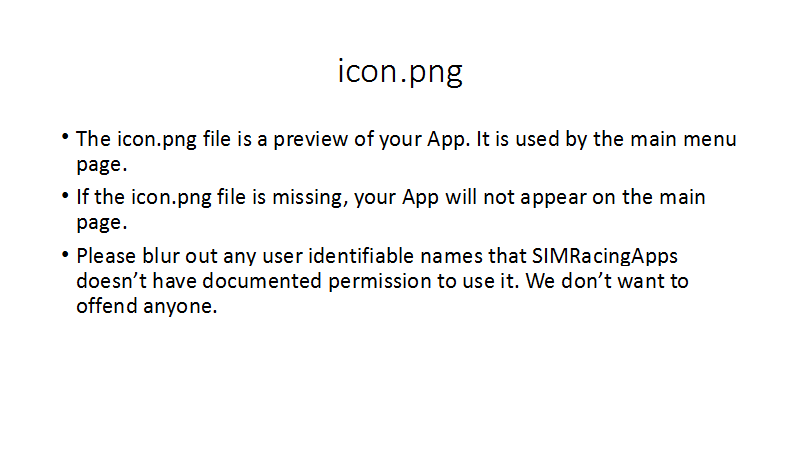 icon.png
• The icon.png file is a preview of your App. It is used by the main menu
page.
• If the icon.png file is missing, your App will not appear on the main
page.
• Please blur out any user identifiable names that SIMRacingApps
doesn’t have documented permission to use it. We don’t want to
offend anyone.